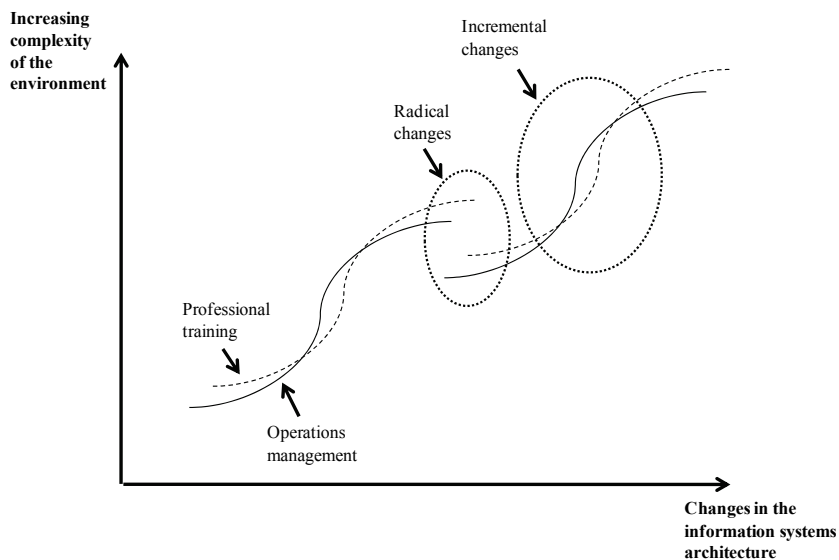 Increasing
complexity
of the
environment
Incremental
changes
Radical
changes
Professional
training
Operations
management
Changes in the
information systems
architecture